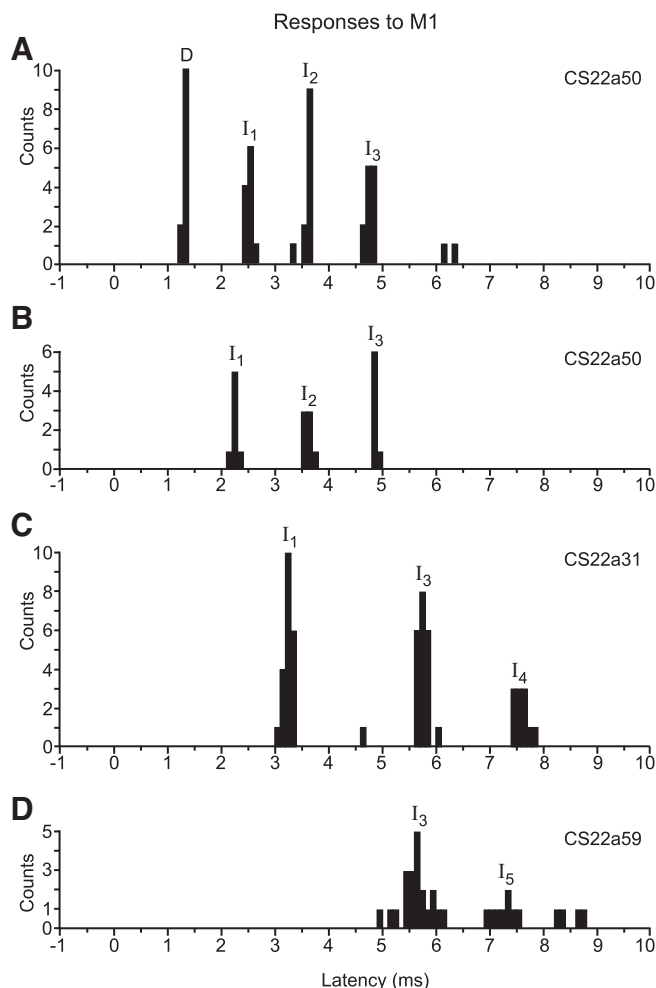 Responses to M1
A
D
I1
I2
I3
CS22a50
Counts
10
8
6
4
2
0
-1 0 1 2 3 4 5 6 7 8 9 10
B
I1
I2
I3
CS22a50
Counts
6
4
2
0
-1 0 1 2 3 4 5 6 7 8 9 10
C
I1
I3
I4
CS22a31
Counts
10
8
6
4
2
0
-1 0 1 2 3 4 5 6 7 8 9 10
D
I3
I5
CS22a59
Counts
5
3
1
0
-1 0 1 2 3 4 5 6 7 8 9 10
Latency (ms)